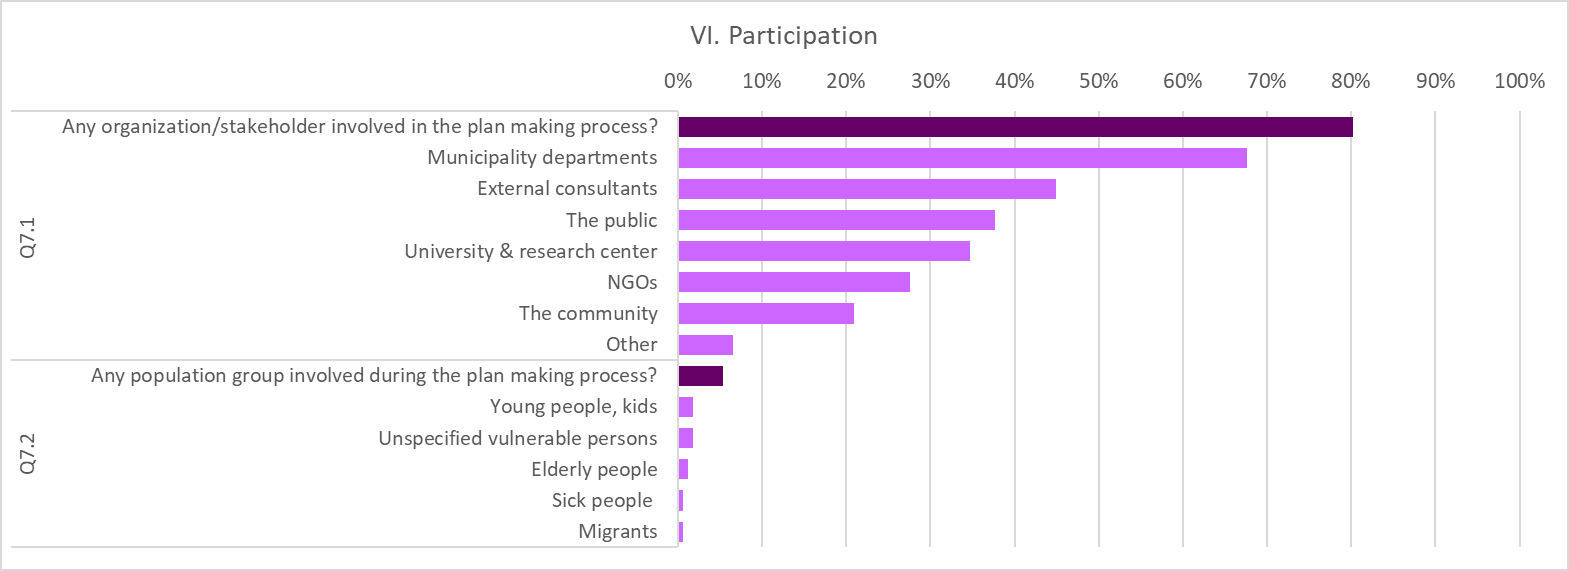 VI. Participation
0% 10% 20% 30% 40% 50% 60% 70% 80% 90% 100%
Q7.1
Any organization/stakeholder involved in the plan making process?
Municipality departments
External consultants
The public
University & research center
NGOs
The community
Other
Q7.2
Any population group involved during the plan making process?
Young people, kids
Unspecified vulnerable persons
Elderly people
Sick people
Migrants